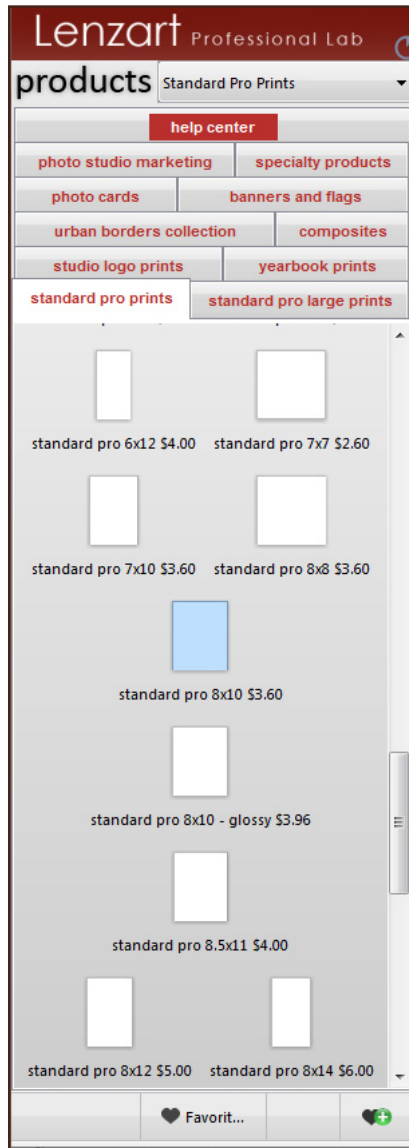 Lenzart Professional Lab
products Standard Pro Prints
help center
photo studio marketing specialty products
photo cards banners and flags
urban borders collection composites
studio logo prints yearbook prints
standard pro prints standard pro large prints
standard pro 6x12 $4.00 standard pro 7x7 $2.60
standard pro 7x10 $3.60 standard pro 8x8 $3.60
standard pro 8x10 $3.60
standard pro 8x10 - glossy $3.96
standard pro 8.5x11 $4.00
standard pro 8x12 $5.00 standard pro 8x14 $6.00
Favorit...